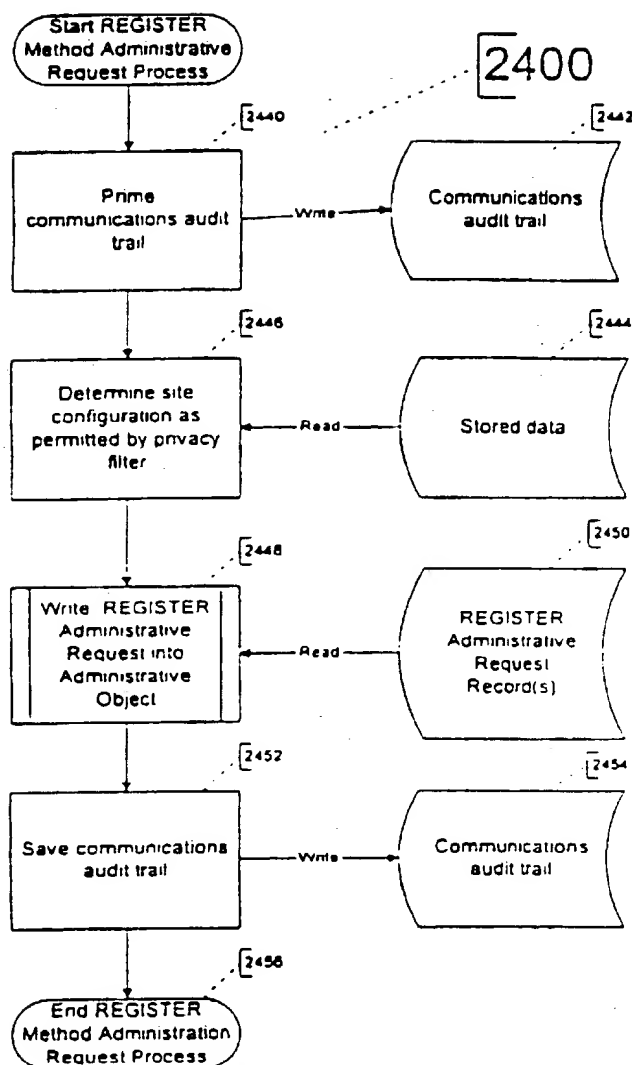 Start REGISTER
Method Administrative
Request Process
2400
2440
2442
Prime
communications audit
trail
Write
Communications
audit trail
2446
2444
Determine site
configuration as
permitted by privacy
filter
Read
Stored data
2448
2450
Write REGISTER
Administrative
Request into
Administrative
Object
Read
REGISTER
Administrative
Request
Record(s)
2452
2454
Save communications
audit trail
Write
Communications
audit trail
2456
End REGISTER
Method Administration
Request Process